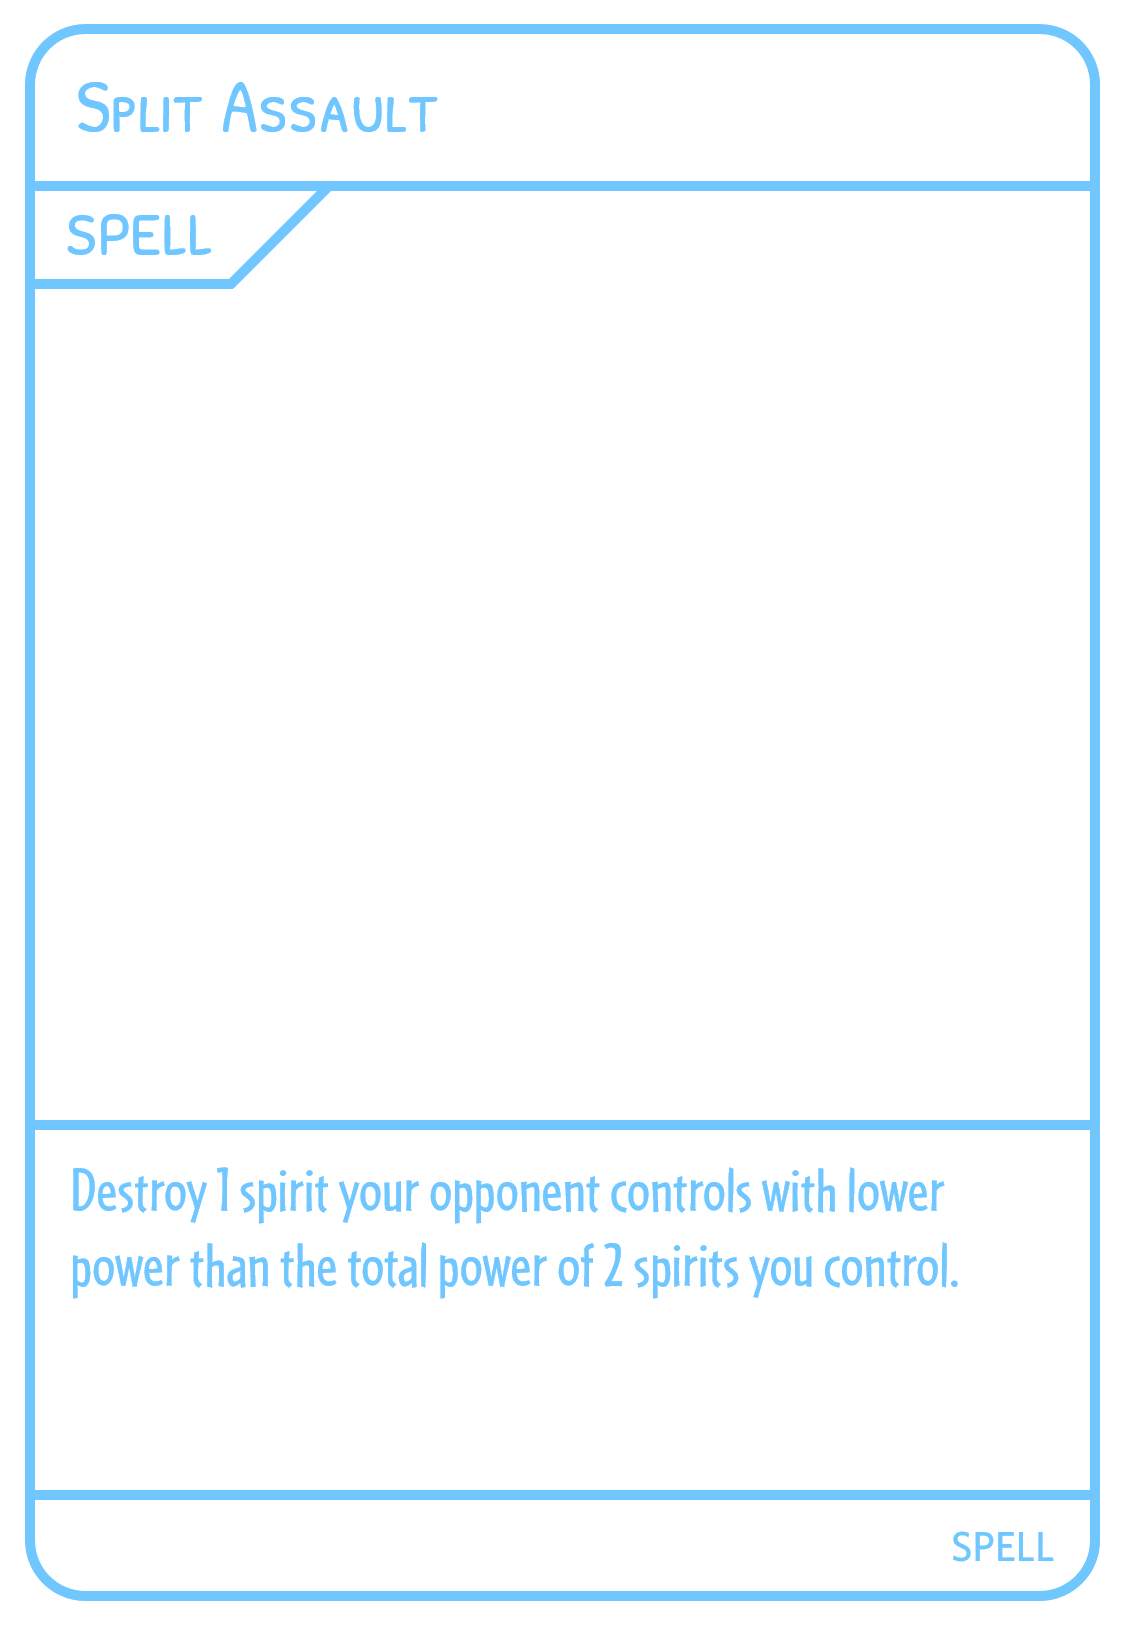 Split Assault
SPELL
Destroy 1 spirit your opponent controls with lower
power than the total power of 2 spirits you control.
SPELL